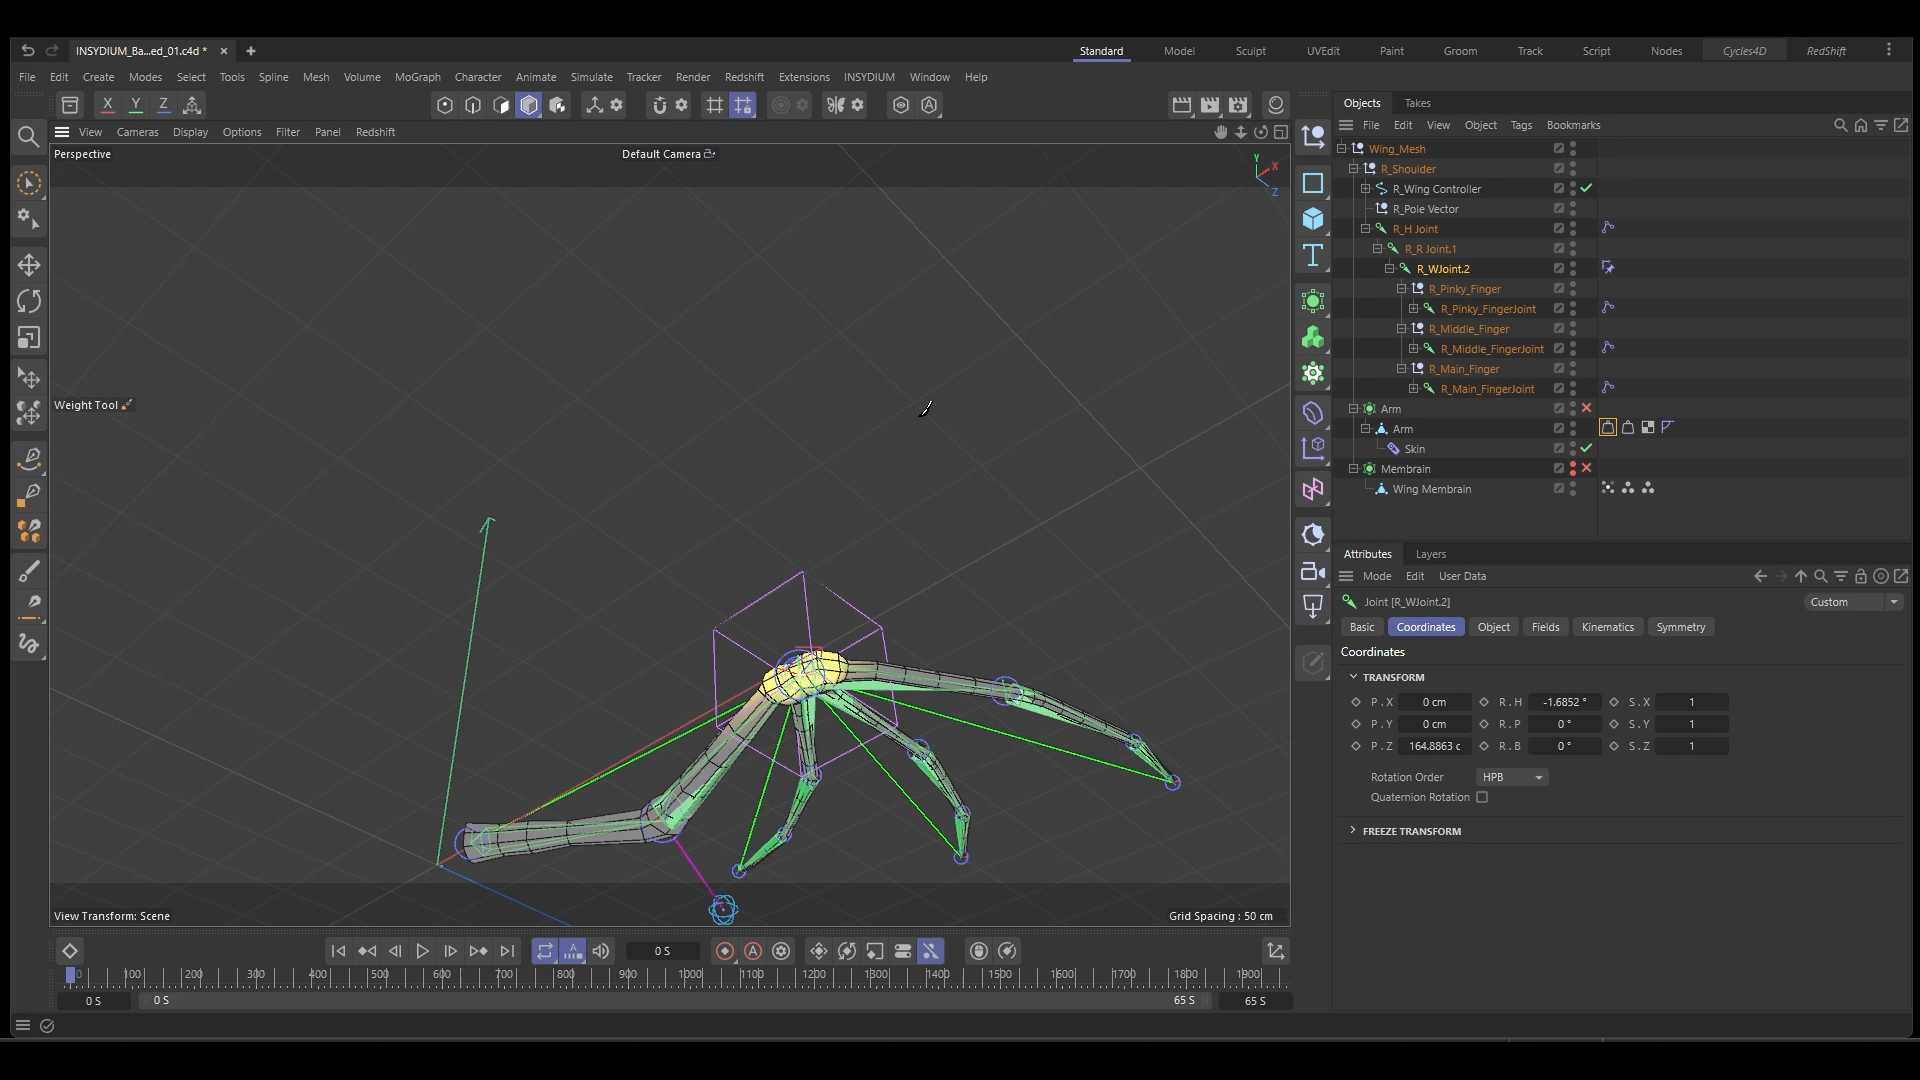 INSYDIUM_Ba...ed_01.c4d *
Standard Model Sculpt UVEdit Paint Groom Track Script Nodes Cycles4D RedShift
File Edit Create Modes Select Tools Spline Mesh Volume MoGraph Character Animate Simulate Tracker Render Redshift Extensions INSYDIUM Window Help
X Y Z
Objects Takes
View Cameras Display Options Filter Panel Redshift
File Edit View Object Tags Bookmarks
Perspective
Default Camera
Y
X
Z
Wing_Mesh
R_Shoulder
R_Wing Controller
R_Pole Vector
R_H Joint
R_R Joint.1
R_WJoint.2
R_Pinky_Finger
R_Pinky_FingerJoint
R_Middle_Finger
R_Middle_FingerJoint
R_Main_Finger
R_Main_FingerJoint
Weight Tool
Arm
Arm
Skin
Membrain
Wing Membrain
Attributes Layers
Mode Edit User Data
Joint [R_WJoint.2]
Custom
Basic Coordinates Object Fields Kinematics Symmetry
Coordinates
TRANSFORM
P . X 0 cm R . H -1.6852 ° S . X 1
P . Y 0 cm R . P 0 ° S . Y 1
P . Z 164.8863 c R . B 0 ° S . Z 1
Rotation Order HPB
Quaternion Rotation
FREEZE TRANSFORM
View Transform: Scene
Grid Spacing : 50 cm
0 S
0 100 200 300 400 500 600 700 800 900 1000 1100 1200 1300 1400 1500 1600 1700 1800 1900
0 S 0 S 65 S 65 S